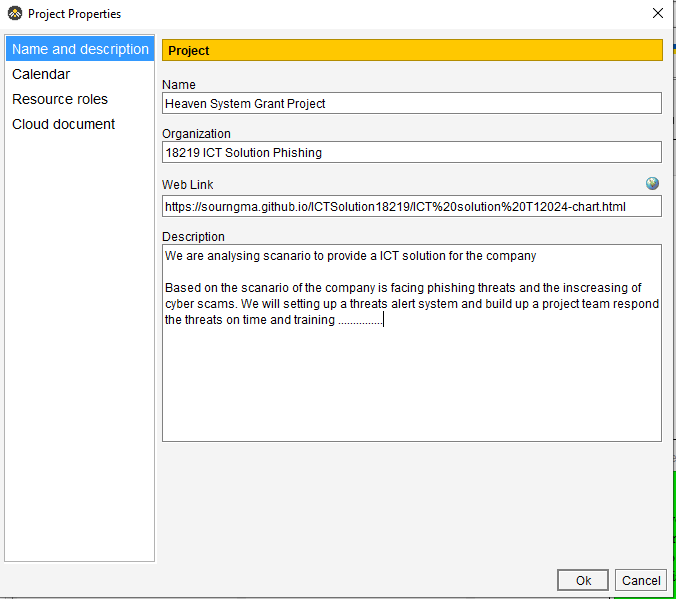 Project Properties
Name and description
Calendar
Resource roles
Cloud document
Project
Name
Heaven System Grant Project
Organization
18219 ICT Solution Phishing
Web Link
https://sourngma.github.io/ICTSolution18219/ICT%20solution%20T12024-chart.html
Description
We are analysing scanario to provide a ICT solution for the company
Based on the scanario of the company is facing phishing threats and the inscreasing of
cyber scams. We will setting up a threats alert system and build up a project team respond
the threats on time and training ...............
Ok
Cancel